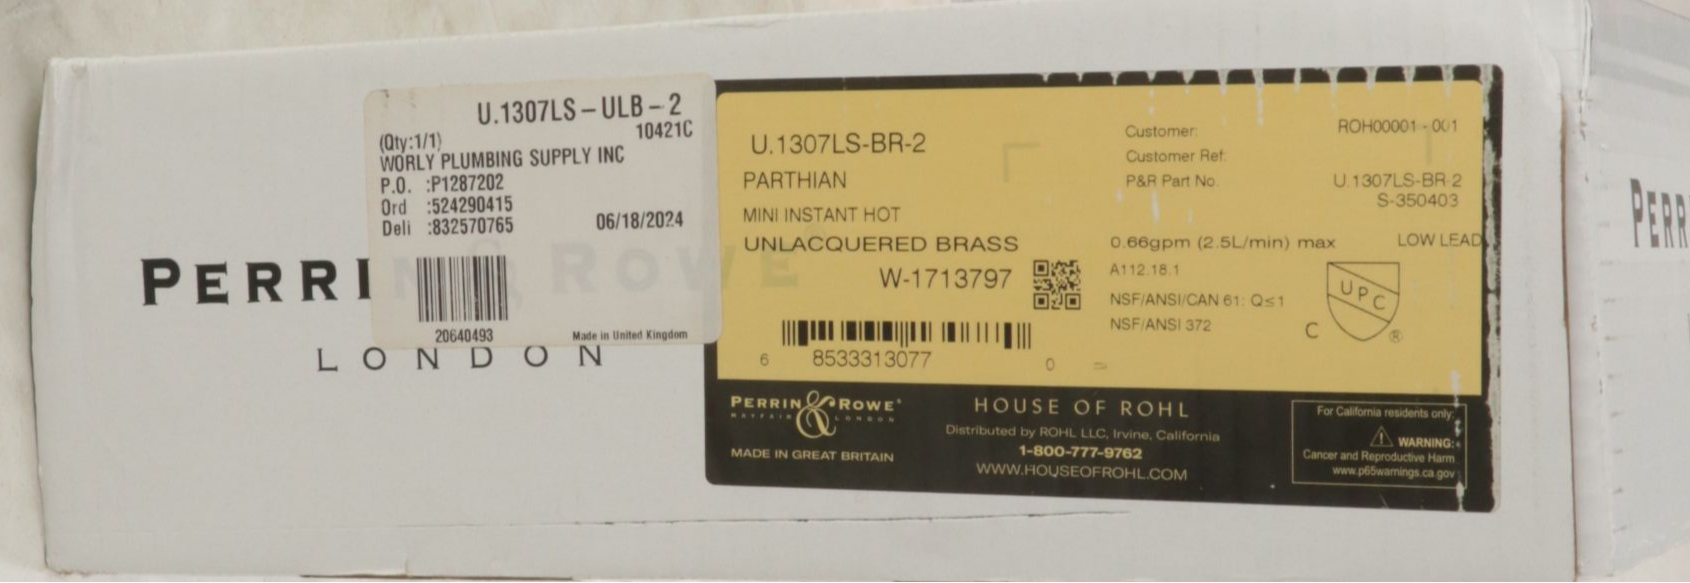 U.1307LS-ULB-2
10421C
(Qty:1/1)
WORLY PLUMBING SUPPLY INC
P.O. :P1287202
Ord :524290415
Deli :832570765 06/18/2024
20640493 Made in United Kingdom
PERRI
ROWE
LONDON
U.1307LS-BR-2
PARTHIAN
MINI INSTANT HOT
UNLACQUERED BRASS
W-1713797
6 8533313077 0
Customer: ROH00001-001
Customer Ref:
P&R Part No. U.1307LS-BR-2
S-350403
0.66gpm (2.5L/min) max LOW LEAD
A112.18.1
NSF/ANSI/CAN 61: Q≤1
NSF/ANSI 372
C UPC ®
PERRIN & ROWE®
MAYFAIR LONDON
MADE IN GREAT BRITAIN
HOUSE OF ROHL
Distributed by ROHL LLC, Irvine, California
1-800-777-9762
WWW.HOUSEOFROHL.COM
For California residents only:
WARNING:
Cancer and Reproductive Harm
www.p65warnings.ca.gov
PERR